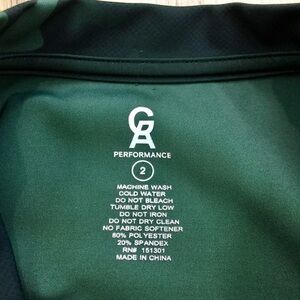 GA
PERFORMANCE
2
MACHINE WASH
COLD WATER
DO NOT BLEACH
TUMBLE DRY LOW
DO NOT IRON
DO NOT DRY CLEAN
NO FABRIC SOFTENER
80% POLYESTER
20% SPANDEX
RN# 151301
MADE IN CHINA